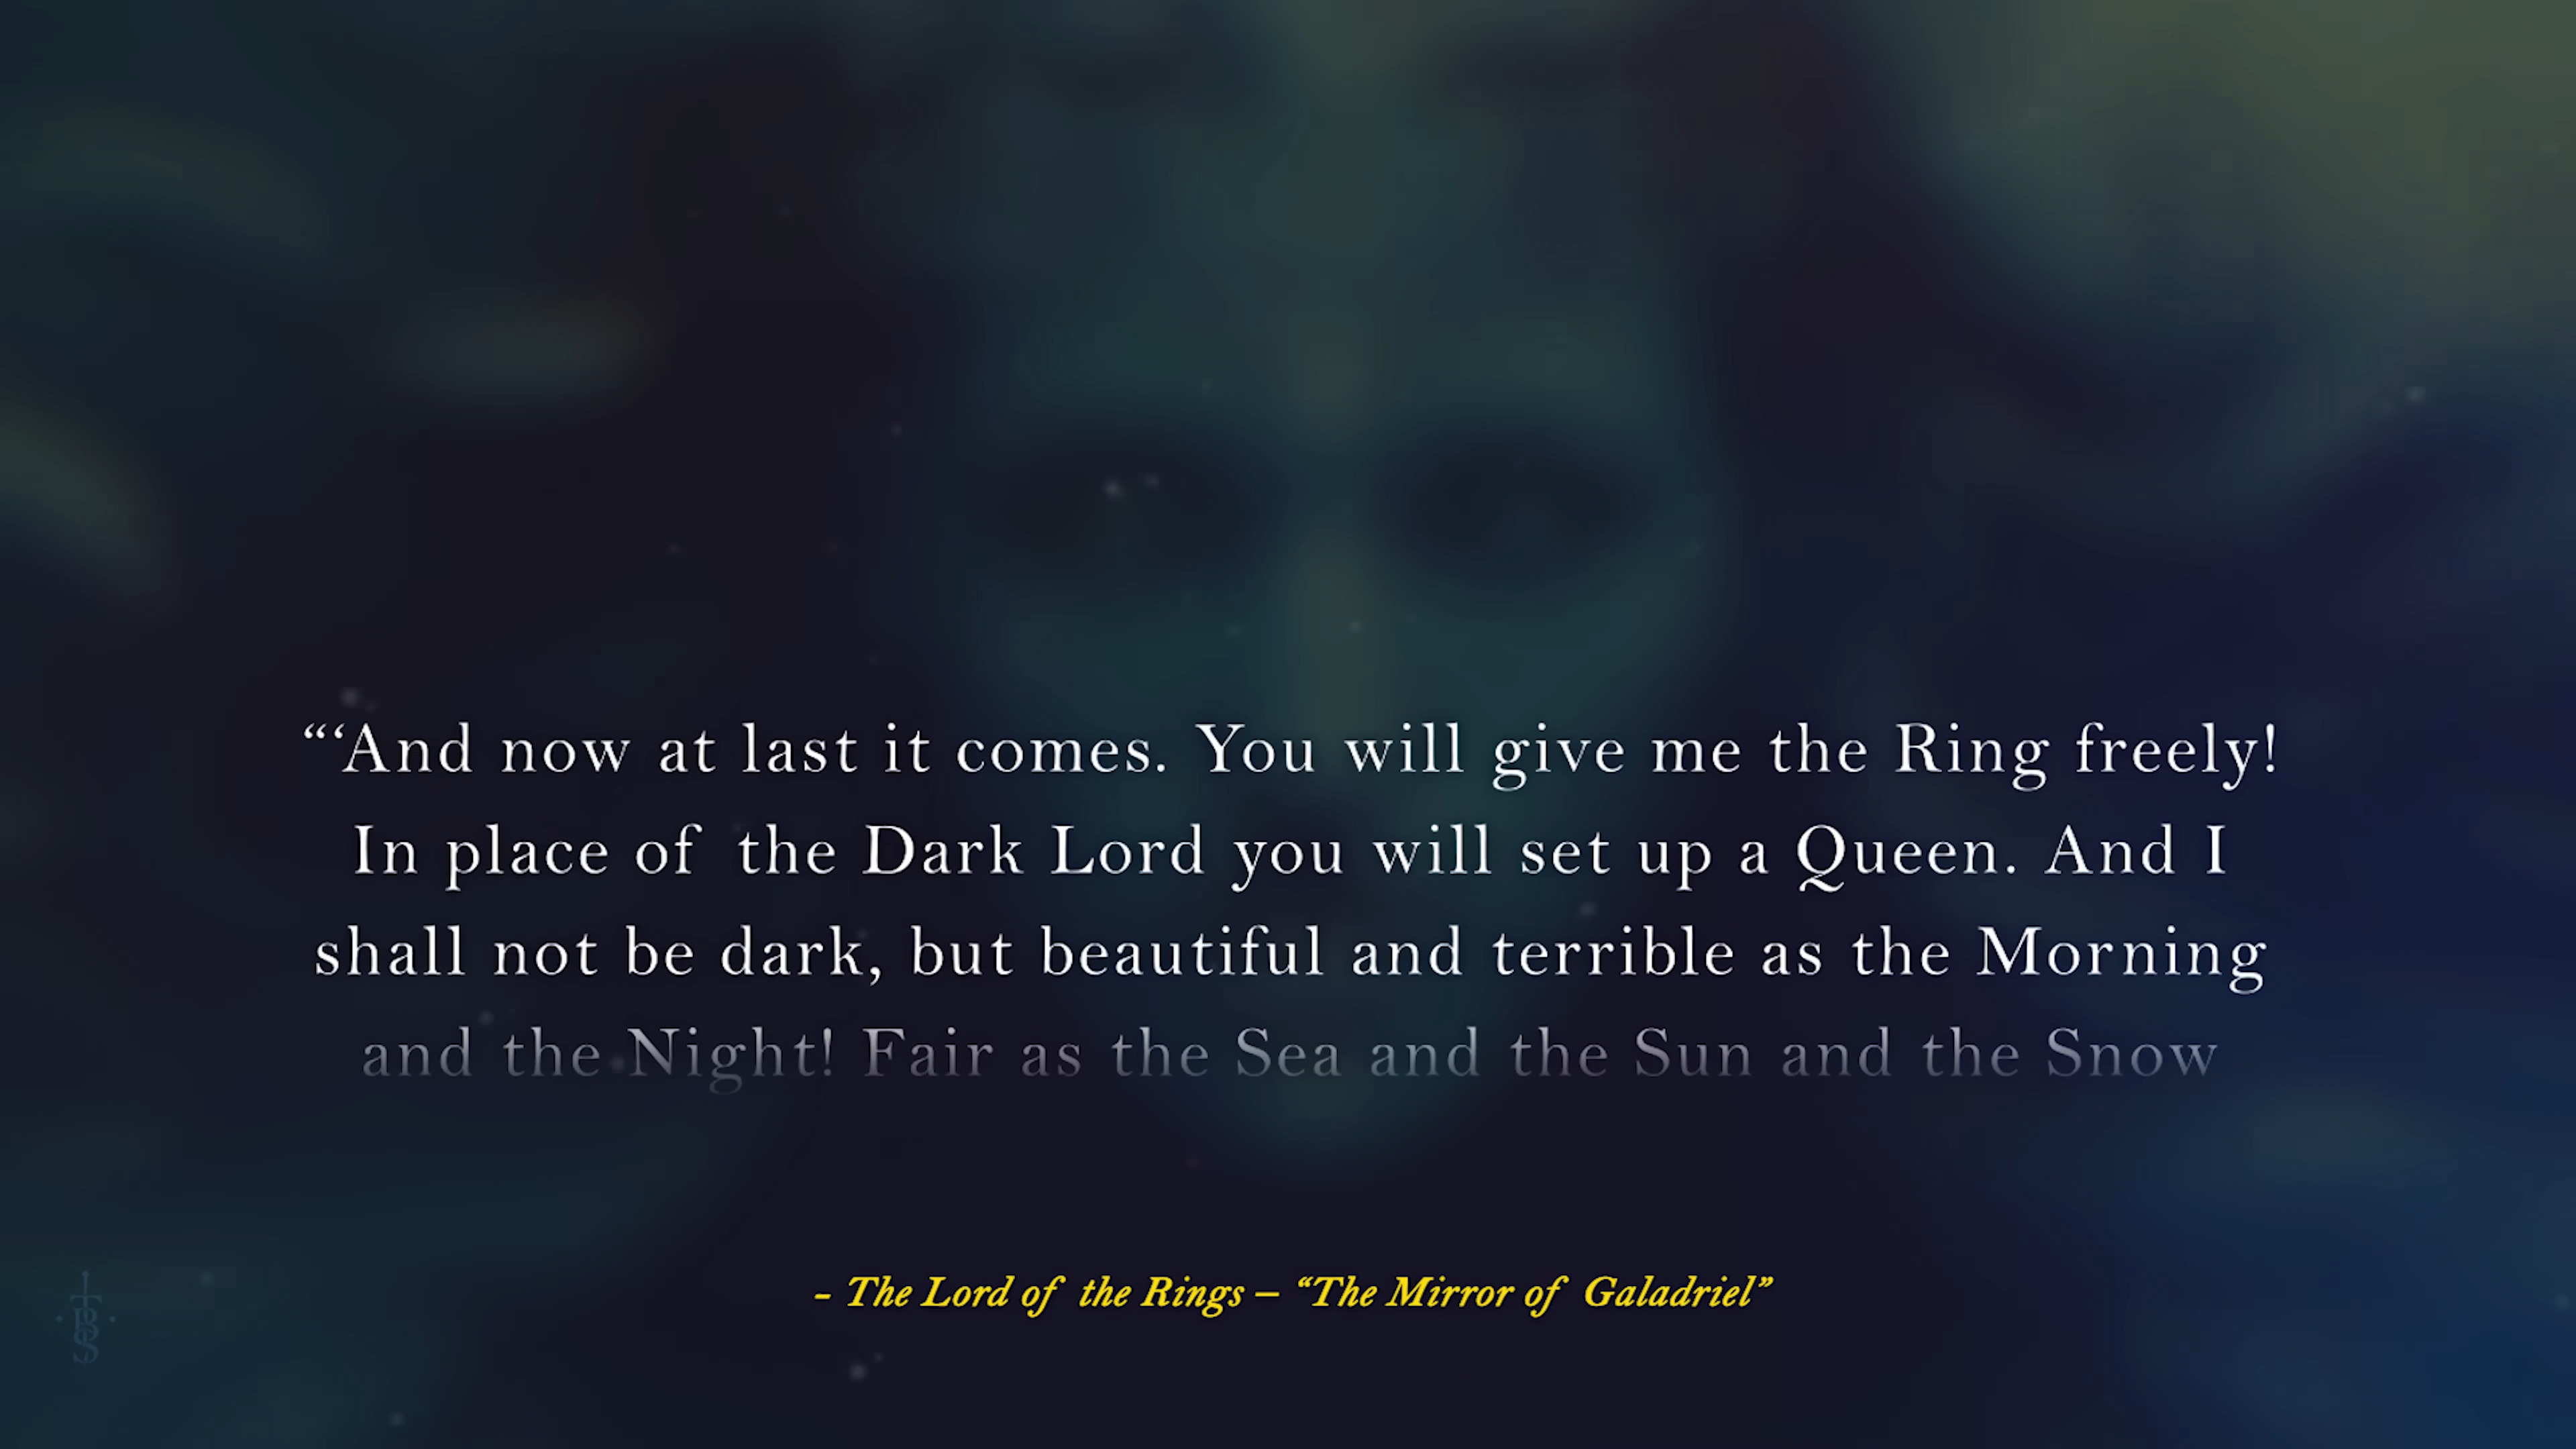 “‘And now at last it comes. You will give me the Ring freely!
In place of the Dark Lord you will set up a Queen. And I
shall not be dark, but beautiful and terrible as the Morning
and the Night! Fair as the Sea and the Sun and the Snow
- The Lord of the Rings – “The Mirror of Galadriel”